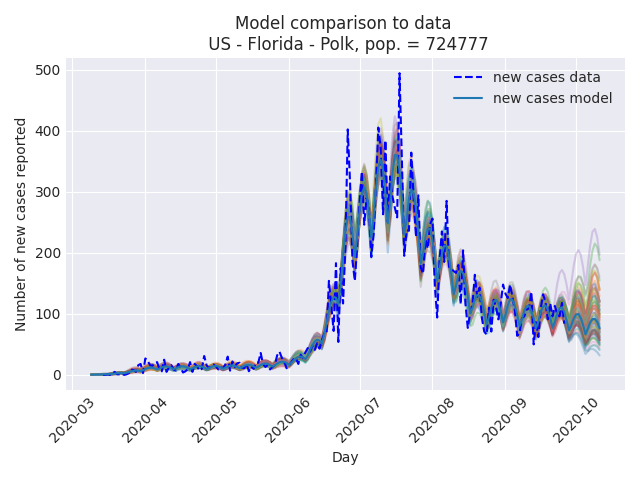 Model comparison to data
US - Florida - Polk, pop. = 724777
new cases data
new cases model
Number of new cases reported
500
400
300
200
100
0
2020-03
2020-04
2020-05
2020-06
2020-07
2020-08
2020-09
2020-10
Day